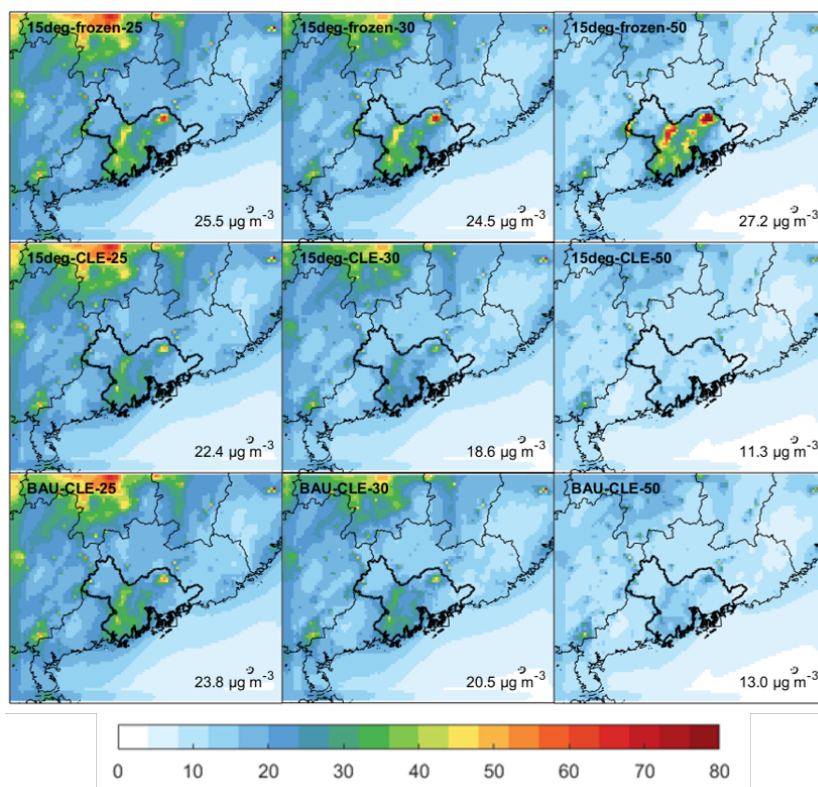 15deg-frozen-25 15deg-frozen-30 15deg-frozen-50
25.5 µg m⁻³ 24.5 µg m⁻³ 27.2 µg m⁻³
15deg-CLE-25 15deg-CLE-30 15deg-CLE-50
22.4 µg m⁻³ 18.6 µg m⁻³ 11.3 µg m⁻³
BAU-CLE-25 BAU-CLE-30 BAU-CLE-50
23.8 µg m⁻³ 20.5 µg m⁻³ 13.0 µg m⁻³
0 10 20 30 40 50 60 70 80